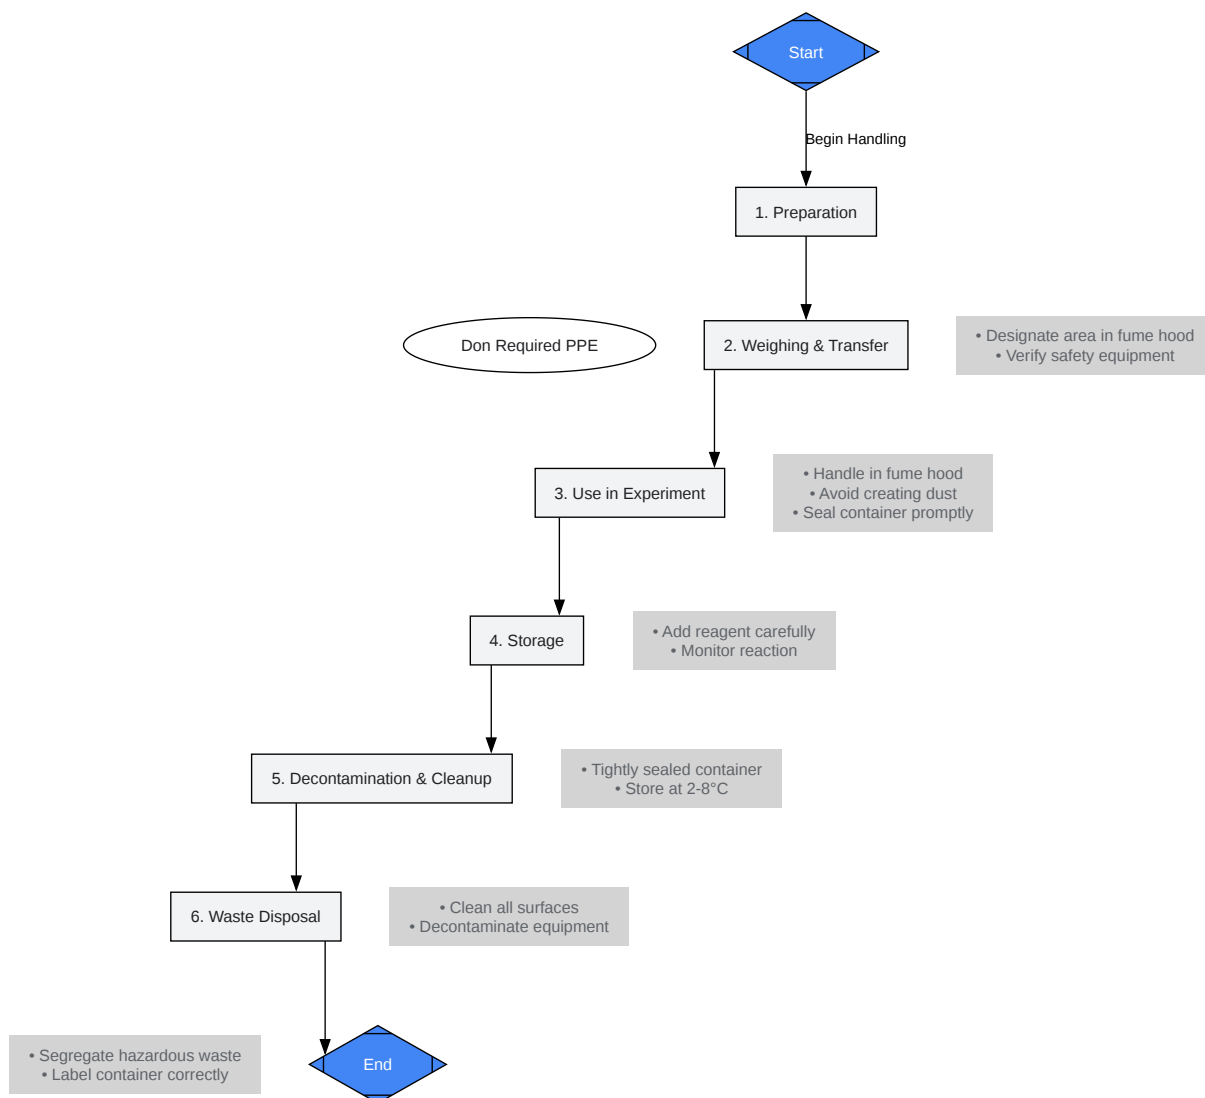 Start
Begin Handling
1. Preparation
Don Required PPE
2. Weighing & Transfer
• Designate area in fume hood
• Verify safety equipment
3. Use in Experiment
• Handle in fume hood
• Avoid creating dust
• Seal container promptly
4. Storage
• Add reagent carefully
• Monitor reaction
5. Decontamination & Cleanup
• Tightly sealed container
• Store at 2-8°C
6. Waste Disposal
• Clean all surfaces
• Decontaminate equipment
• Segregate hazardous waste
• Label container correctly
End